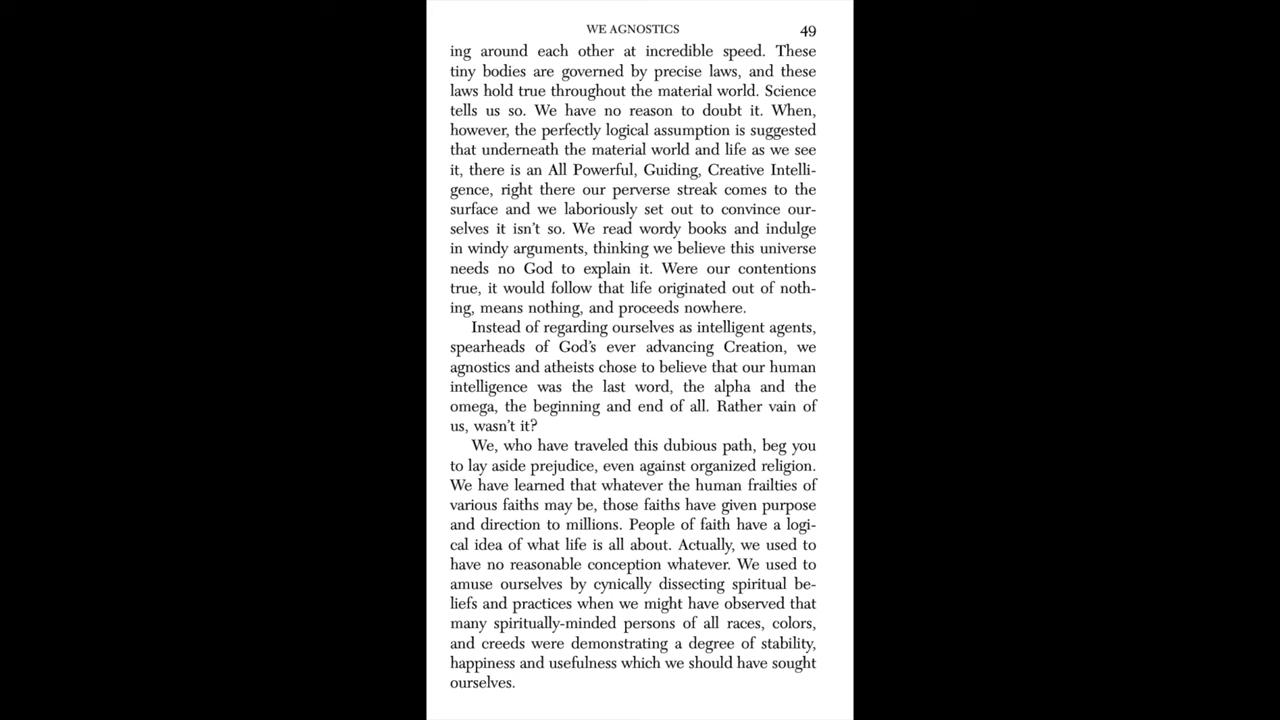 WE AGNOSTICS 49
ing around each other at incredible speed. These
tiny bodies are governed by precise laws, and these
laws hold true throughout the material world. Science
tells us so. We have no reason to doubt it. When,
however, the perfectly logical assumption is suggested
that underneath the material world and life as we see
it, there is an All Powerful, Guiding, Creative Intelli-
gence, right there our perverse streak comes to the
surface and we laboriously set out to convince our-
selves it isn't so. We read wordy books and indulge
in windy arguments, thinking we believe this universe
needs no God to explain it. Were our contentions
true, it would follow that life originated out of noth-
ing, means nothing, and proceeds nowhere.
Instead of regarding ourselves as intelligent agents,
spearheads of God's ever advancing Creation, we
agnostics and atheists chose to believe that our human
intelligence was the last word, the alpha and the
omega, the beginning and end of all. Rather vain of
us, wasn't it?
We, who have traveled this dubious path, beg you
to lay aside prejudice, even against organized religion.
We have learned that whatever the human frailties of
various faiths may be, those faiths have given purpose
and direction to millions. People of faith have a logi-
cal idea of what life is all about. Actually, we used to
have no reasonable conception whatever. We used to
amuse ourselves by cynically dissecting spiritual be-
liefs and practices when we might have observed that
many spiritually-minded persons of all races, colors,
and creeds were demonstrating a degree of stability,
happiness and usefulness which we should have sought
ourselves.